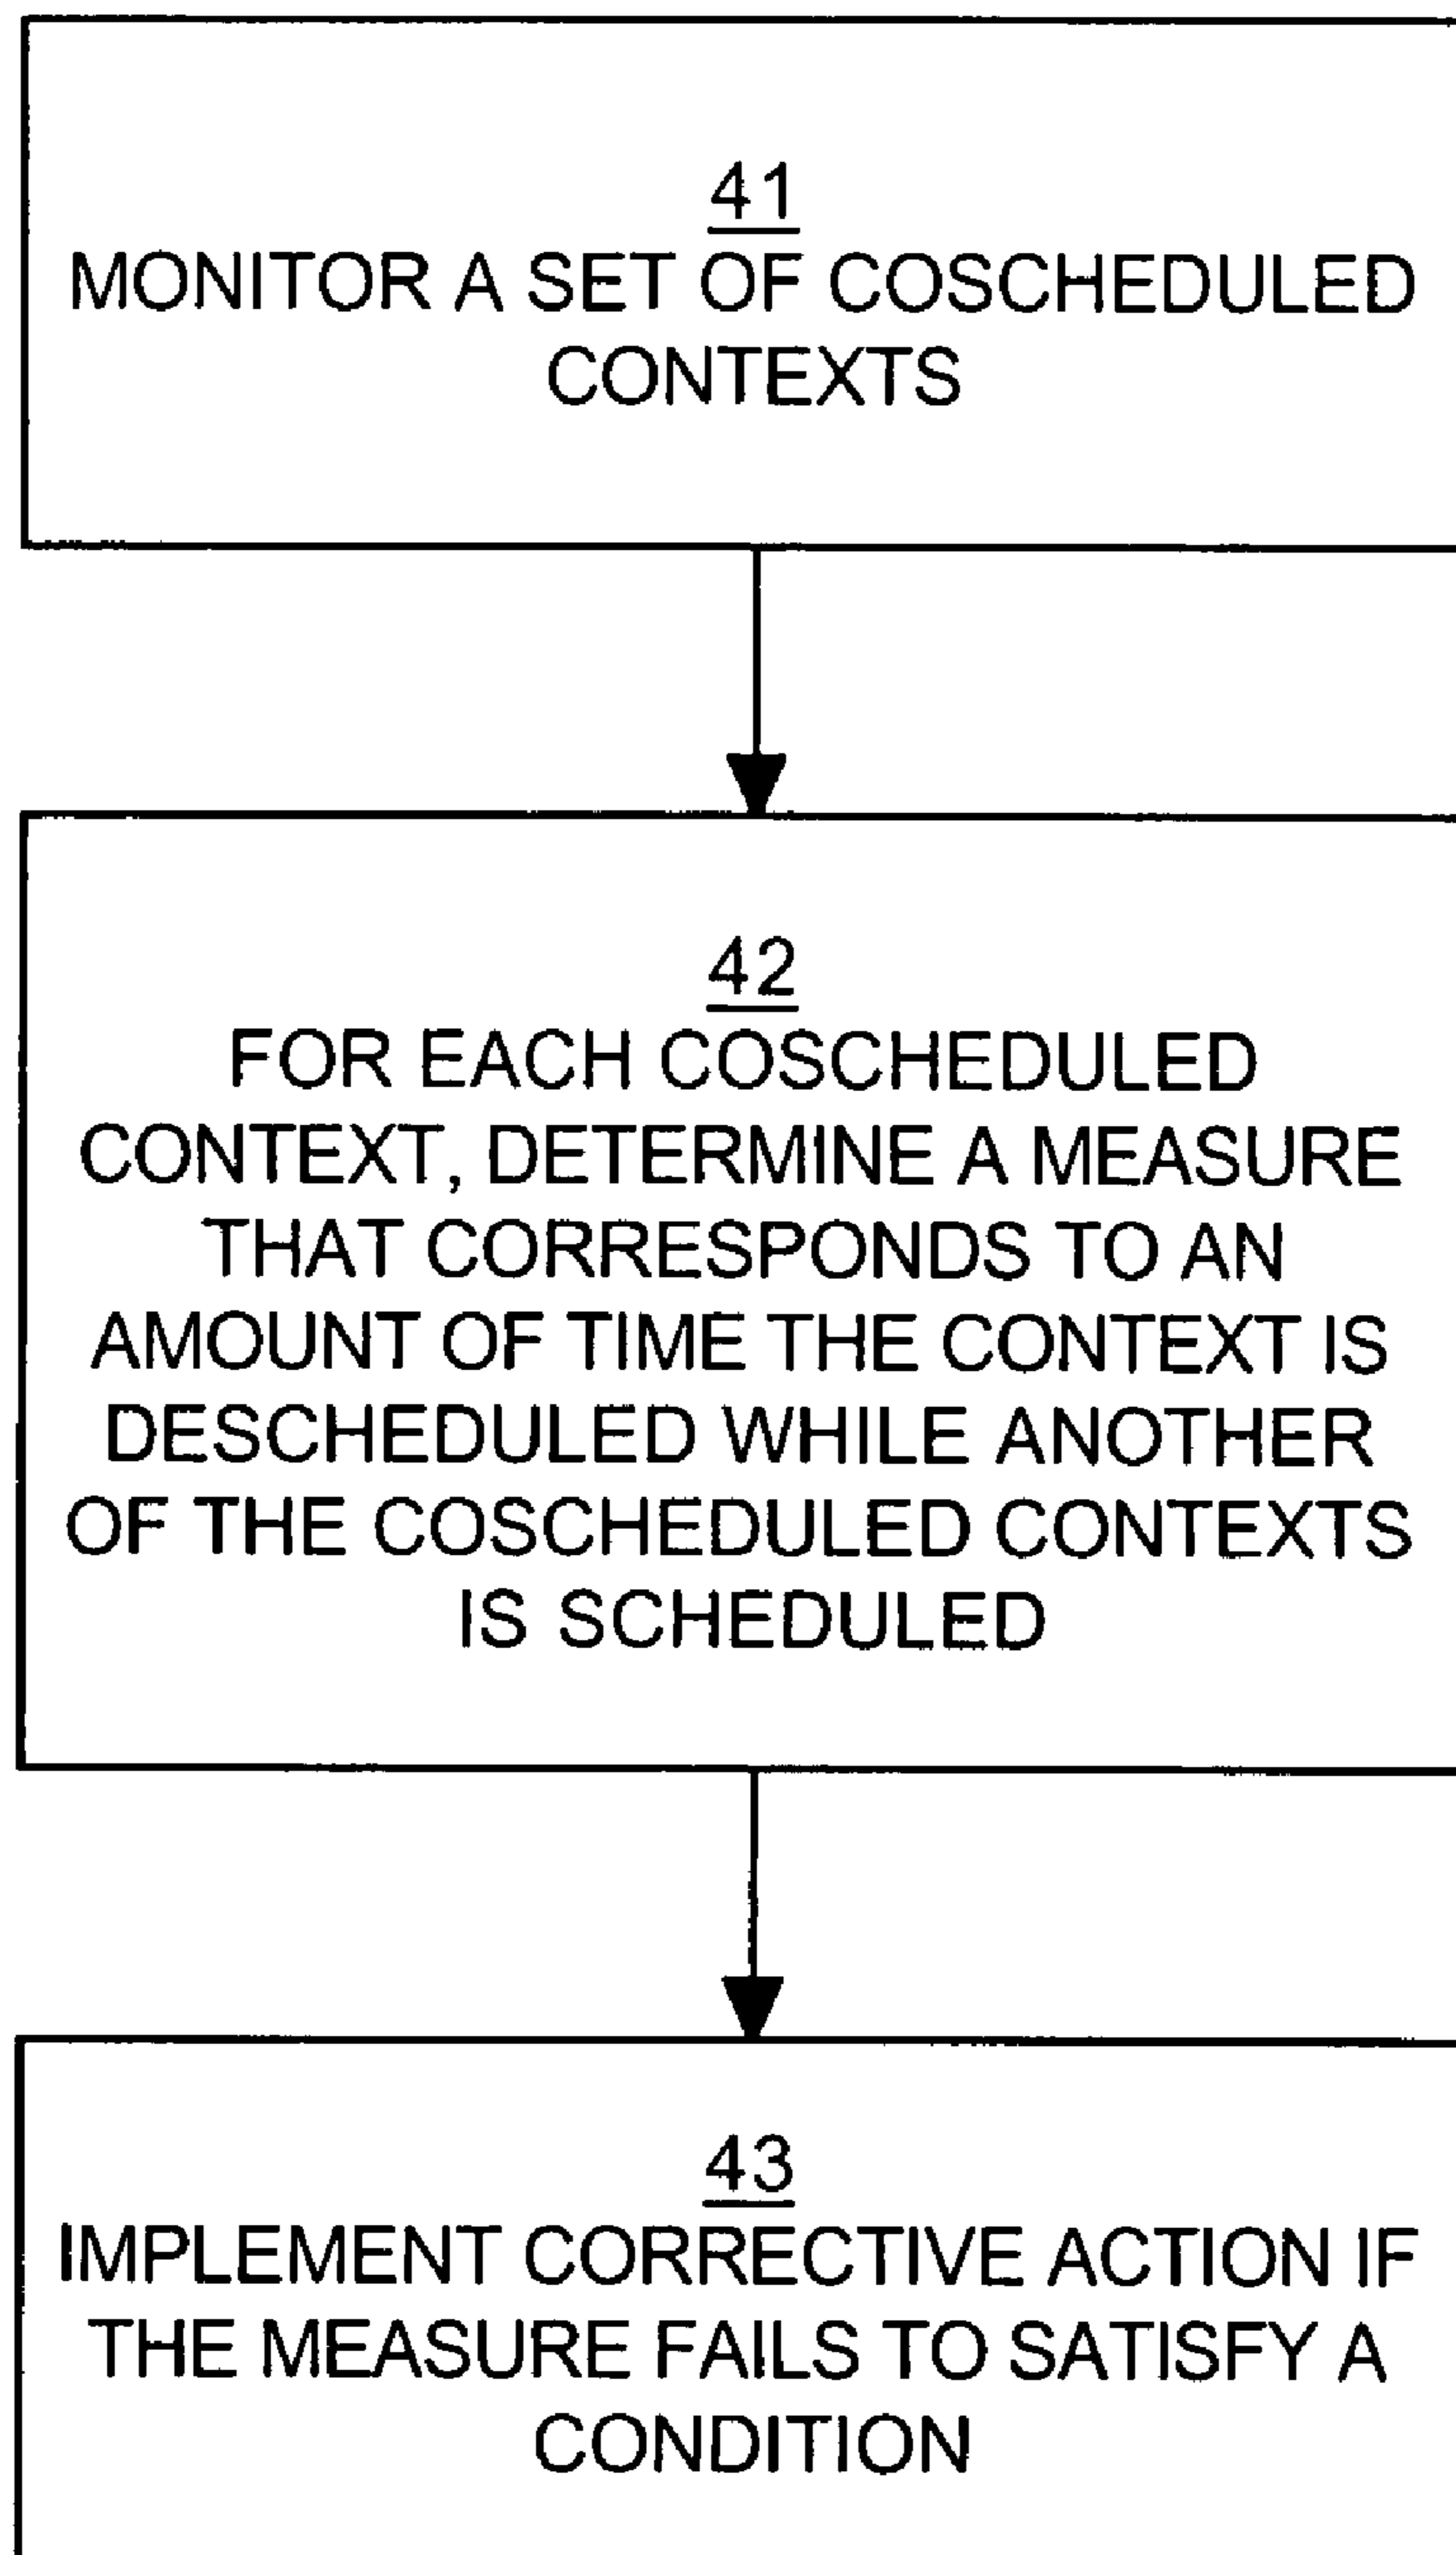 41
MONITOR A SET OF COSCHEDULED
CONTEXTS
42
FOR EACH COSCHEDULED
CONTEXT, DETERMINE A MEASURE
THAT CORRESPONDS TO AN
AMOUNT OF TIME THE CONTEXT IS
DESCHEDULED WHILE ANOTHER
OF THE COSCHEDULED CONTEXTS
IS SCHEDULED
43
IMPLEMENT CORRECTIVE ACTION IF
THE MEASURE FAILS TO SATISFY A
CONDITION